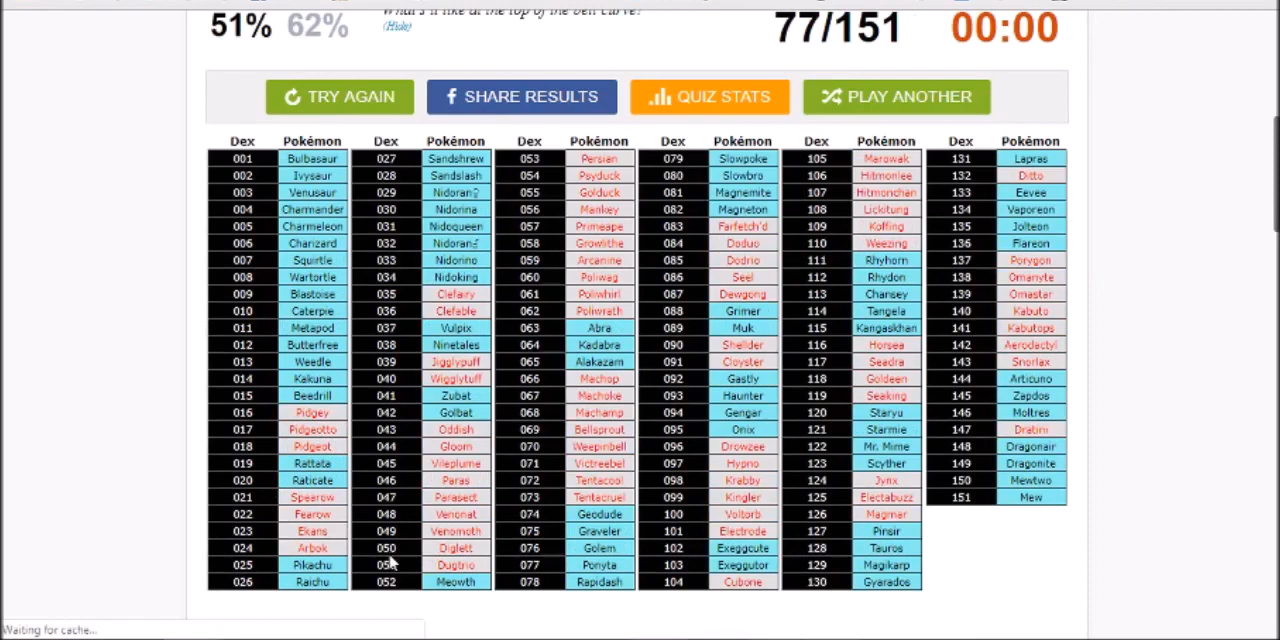 51% 62% What's it like at the top of the bell curve? 77/151 00:00
(Hide)
TRY AGAIN SHARE RESULTS QUIZ STATS PLAY ANOTHER
Dex Pokémon Dex Pokémon Dex Pokémon Dex Pokémon Dex Pokémon Dex Pokémon
001 Bulbasaur 027 Sandshrew 053 Persian 079 Slowpoke 105 Marowak 131 Lapras
002 Ivysaur 028 Sandslash 054 Psyduck 080 Slowbro 106 Hitmonlee 132 Ditto
003 Venusaur 029 Nidoran♀ 055 Golduck 081 Magnemite 107 Hitmonchan 133 Eevee
004 Charmander 030 Nidorina 056 Mankey 082 Magneton 108 Lickitung 134 Vaporeon
005 Charmeleon 031 Nidoqueen 057 Primeape 083 Farfetch'd 109 Koffing 135 Jolteon
006 Charizard 032 Nidoran♂ 058 Growlithe 084 Doduo 110 Weezing 136 Flareon
007 Squirtle 033 Nidorino 059 Arcanine 085 Dodrio 111 Rhyhorn 137 Porygon
008 Wartortle 034 Nidoking 060 Poliwag 086 Seel 112 Rhydon 138 Omanyte
009 Blastoise 035 Clefairy 061 Poliwhirl 087 Dewgong 113 Chansey 139 Omastar
010 Caterpie 036 Clefable 062 Poliwrath 088 Grimer 114 Tangela 140 Kabuto
011 Metapod 037 Vulpix 063 Abra 089 Muk 115 Kangaskhan 141 Kabutops
012 Butterfree 038 Ninetales 064 Kadabra 090 Shellder 116 Horsea 142 Aerodactyl
013 Weedle 039 Jigglypuff 065 Alakazam 091 Cloyster 117 Seadra 143 Snorlax
014 Kakuna 040 Wigglytuff 066 Machop 092 Gastly 118 Goldeen 144 Articuno
015 Beedrill 041 Zubat 067 Machoke 093 Haunter 119 Seaking 145 Zapdos
016 Pidgey 042 Golbat 068 Machamp 094 Gengar 120 Staryu 146 Moltres
017 Pidgeotto 043 Oddish 069 Bellsprout 095 Onix 121 Starmie 147 Dratini
018 Pidgeot 044 Gloom 070 Weepinbell 096 Drowzee 122 Mr. Mime 148 Dragonair
019 Rattata 045 Vileplume 071 Victreebel 097 Hypno 123 Scyther 149 Dragonite
020 Raticate 046 Paras 072 Tentacool 098 Krabby 124 Jynx 150 Mewtwo
021 Spearow 047 Parasect 073 Tentacruel 099 Kingler 125 Electabuzz 151 Mew
022 Fearow 048 Venonat 074 Geodude 100 Voltorb 126 Magmar
023 Ekans 049 Venomoth 075 Graveler 101 Electrode 127 Pinsir
024 Arbok 050 Diglett 076 Golem 102 Exeggcute 128 Tauros
025 Pikachu Dugtrio 077 Ponyta 103 Exeggutor 129 Magikarp
026 Raichu 052 Meowth 078 Rapidash 104 Cubone 130 Gyarados
Waiting for cache...